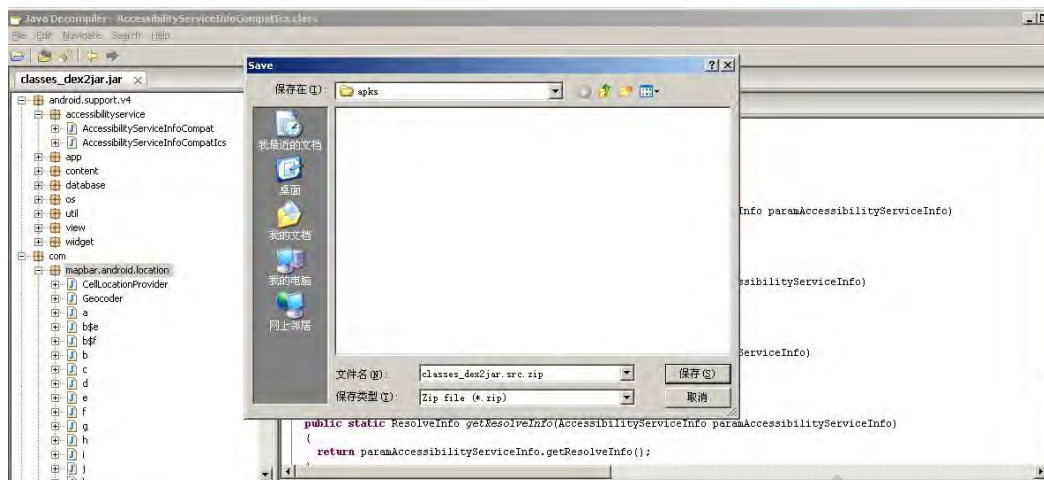 Java Decompiler - AccessibilityServiceInfoCompatIcs.class
File Edit Navigate Search Help
classes_dex2jar.jar ×
android.support.v4
accessibilityservice
AccessibilityServiceInfoCompat
AccessibilityServiceInfoCompatIcs
app
content
database
os
util
view
widget
com
mapbar.android.location
CellLocationProvider
Geocoder
a
b$e
b$f
b
c
d
e
f
g
h
i
j
Save
保存在(I):
apks
我最近的文档
桌面
我的文档
我的电脑
网上邻居
文件名(N):
classes_dex2jar.src.zip
保存(S)
保存类型(T):
Zip file (*.zip)
取消
Info paramAccessibilityServiceInfo)
ssibilityServiceInfo)
ServiceInfo)
public static ResolveInfo getResolveInfo(AccessibilityServiceInfo paramAccessibilityServiceInfo)
{
return paramAccessibilityServiceInfo.getResolveInfo();